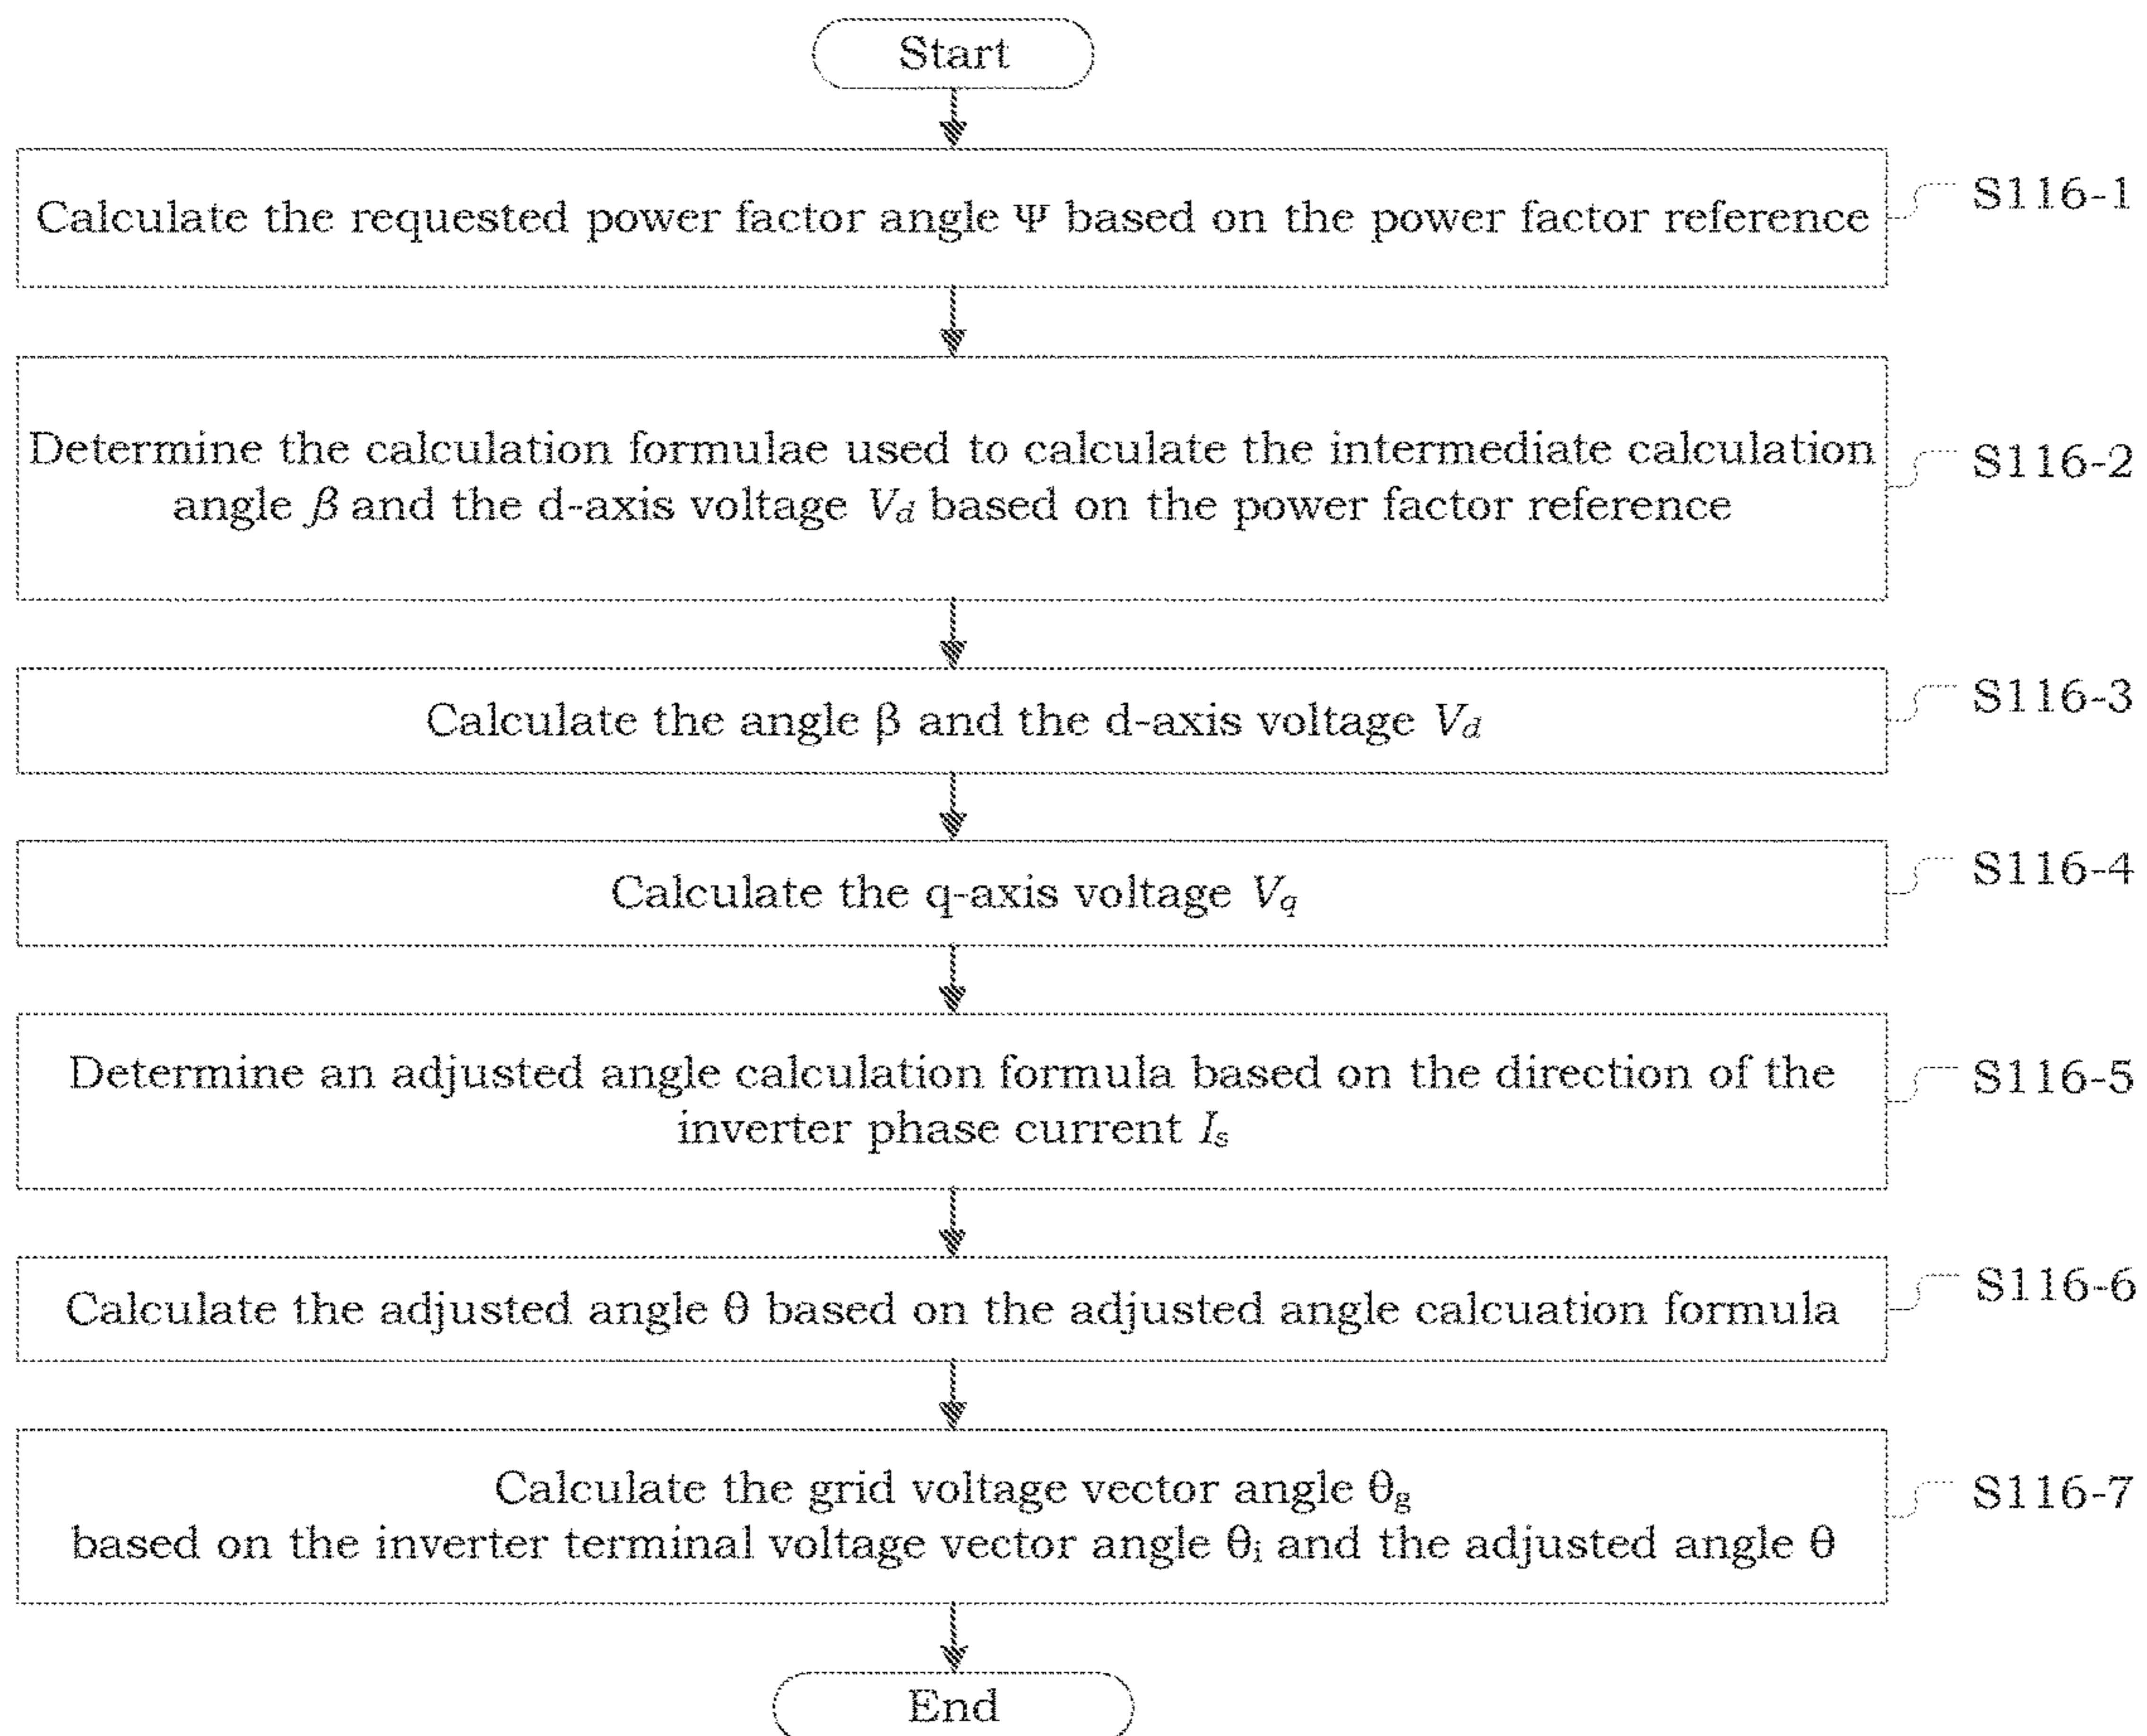 Start
Calculate the requested power factor angle Ψ based on the power factor reference
S116-1
Determine the calculation formulae used to calculate the intermediate calculation
angle β and the d-axis voltage Vd based on the power factor reference
S116-2
Calculate the angle β and the d-axis voltage Vd
S116-3
Calculate the q-axis voltage Vq
S116-4
Determine an adjusted angle calculation formula based on the direction of the
inverter phase current Is
S116-5
Calculate the adjusted angle θ based on the adjusted angle calcuation formula
S116-6
Calculate the grid voltage vector angle θg
based on the inverter terminal voltage vector angle θi and the adjusted angle θ
S116-7
End